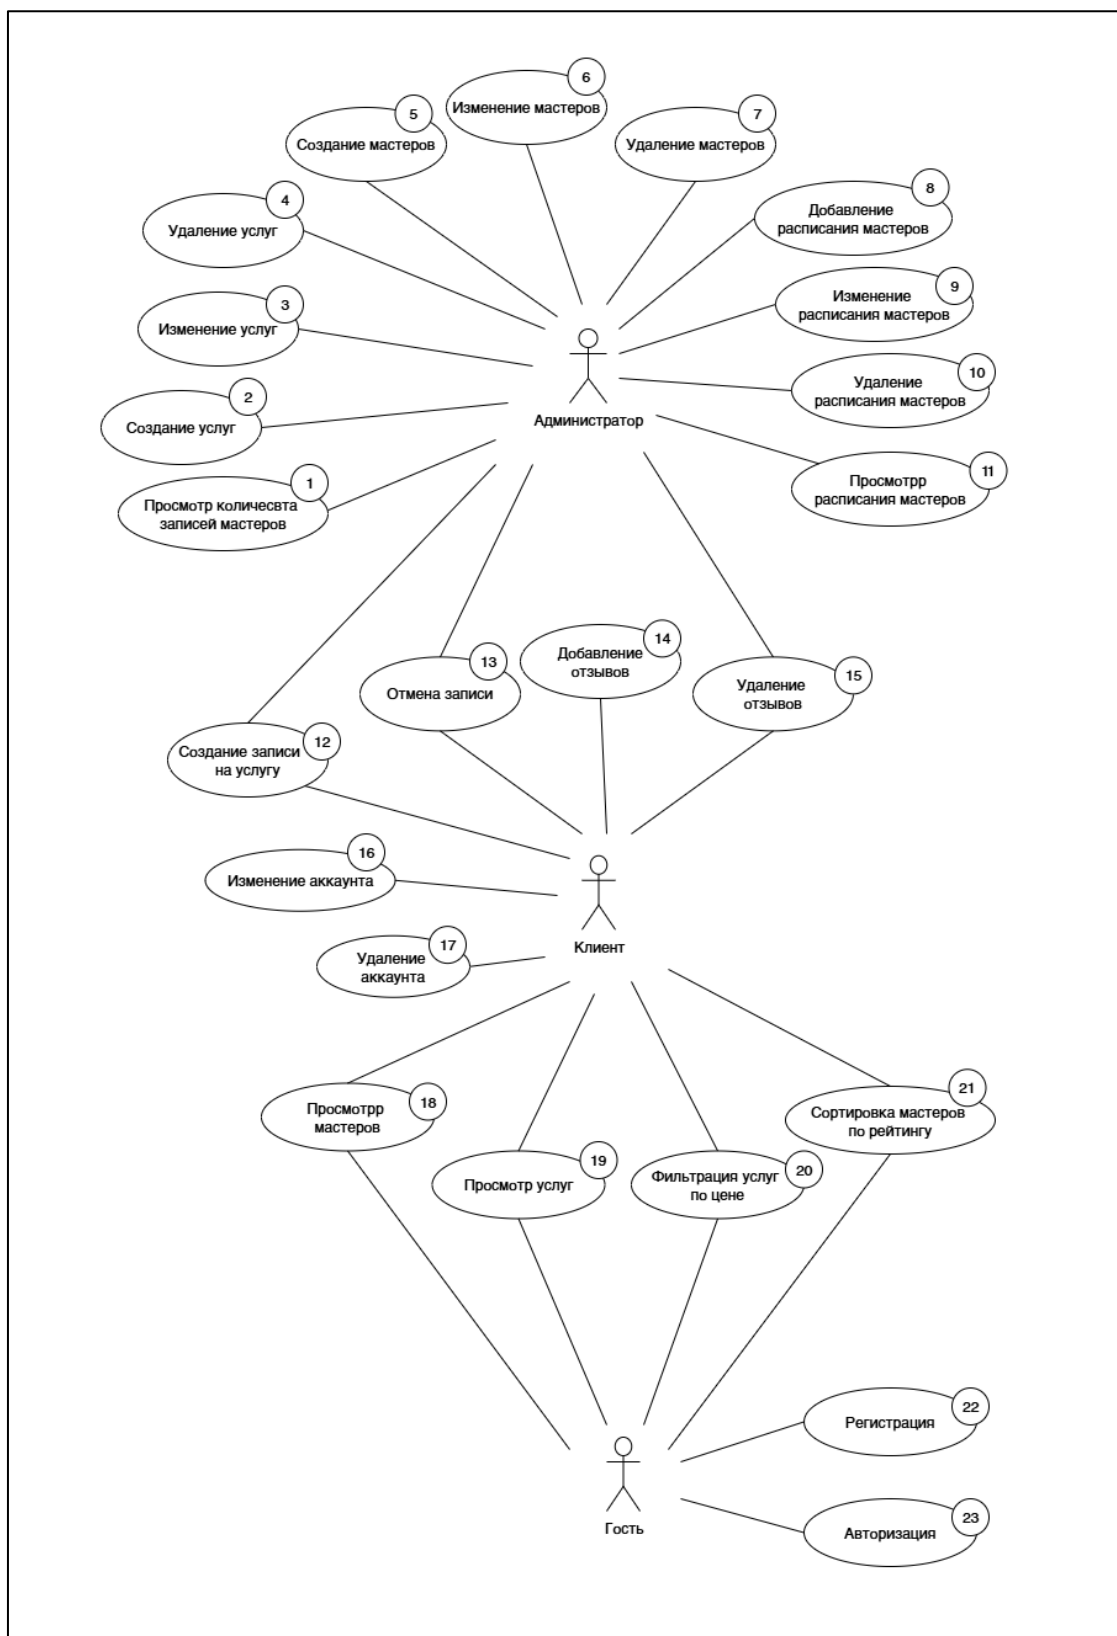 6
Изменение мастеров
5
Создание мастеров
7
Удаление мастеров
4
Удаление услуг
8
Добавление
расписания мастеров
3
Изменение услуг
9
Изменение
расписания мастеров
10
Удаление
расписания мастеров
2
Создание услуг
Администратор
1
Просмотр количесвта
записей мастеров
11
Просмотрр
расписания мастеров
14
Добавление
отзывов
13
Отмена записи
15
Удаление
отзывов
12
Создание записи
на услугу
16
Изменение аккаунта
Клиент
17
Удаление
аккаунта
18
Просмотрр
мастеров
21
Сортировка мастеров
по рейтингу
19
Просмотр услуг
20
Фильтрация услуг
по цене
22
Регистрация
Гость
23
Авторизация